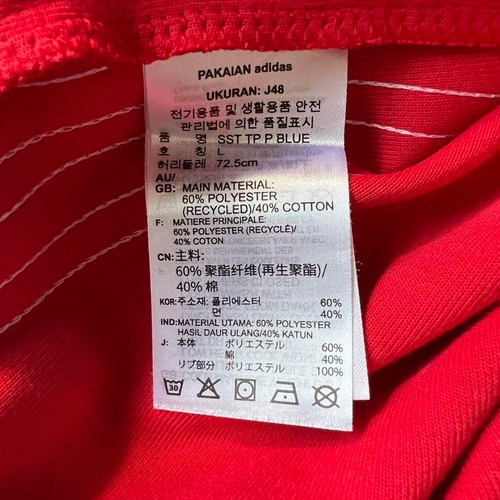 PAKAIAN adidas
UKURAN: J48
전기용품 및 생활용품 안전
관리법에 의한 품질표시
품 명 SST TP P BLUE
호 칭 L
허리둘레 72.5cm
AU/
GB: MAIN MATERIAL:
60% POLYESTER
(RECYCLED)/40% COTTON
F: MATIERE PRINCIPALE:
60% POLYESTER (RECYCLÉ)/
40% COTON
CN: 主料:
60% 聚酯纤维(再生聚酯)/
40% 棉
KOR: 주소재: 폴리에스터 60%
면 40%
IND: MATERIAL UTAMA: 60% POLYESTER
HASIL DAUR ULANG/40% KATUN
J: 本体 ポリエステル 60%
綿 40%
リブ部分 ポリエステル 100%
30